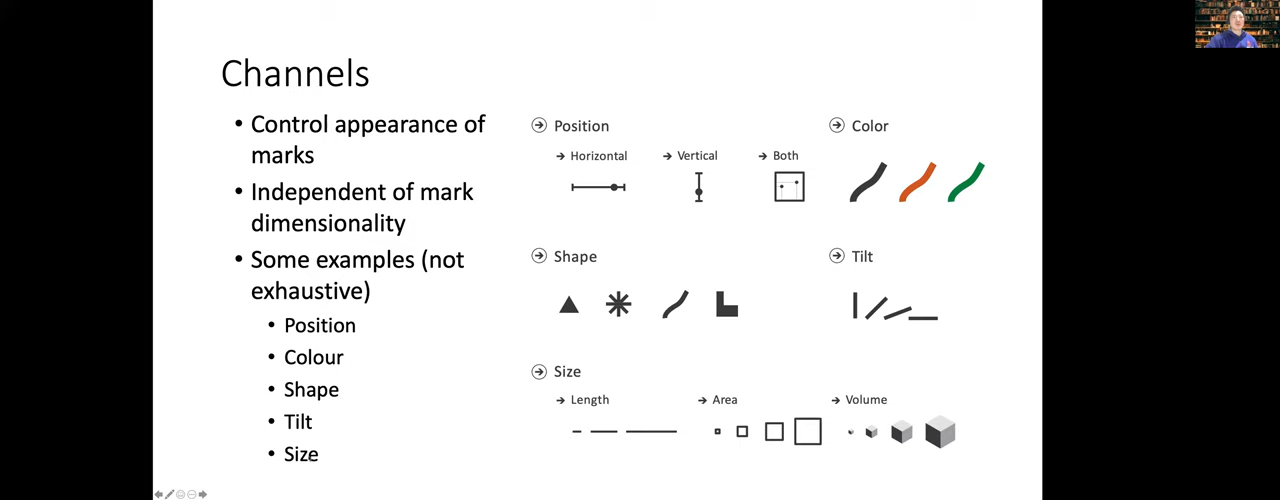 Channels
• Control appearance of
marks
• Independent of mark
dimensionality
• Some examples (not
exhaustive)
• Position
• Colour
• Shape
• Tilt
• Size
Position
Horizontal
Vertical
Both
Color
Shape
Tilt
Size
Length
Area
Volume